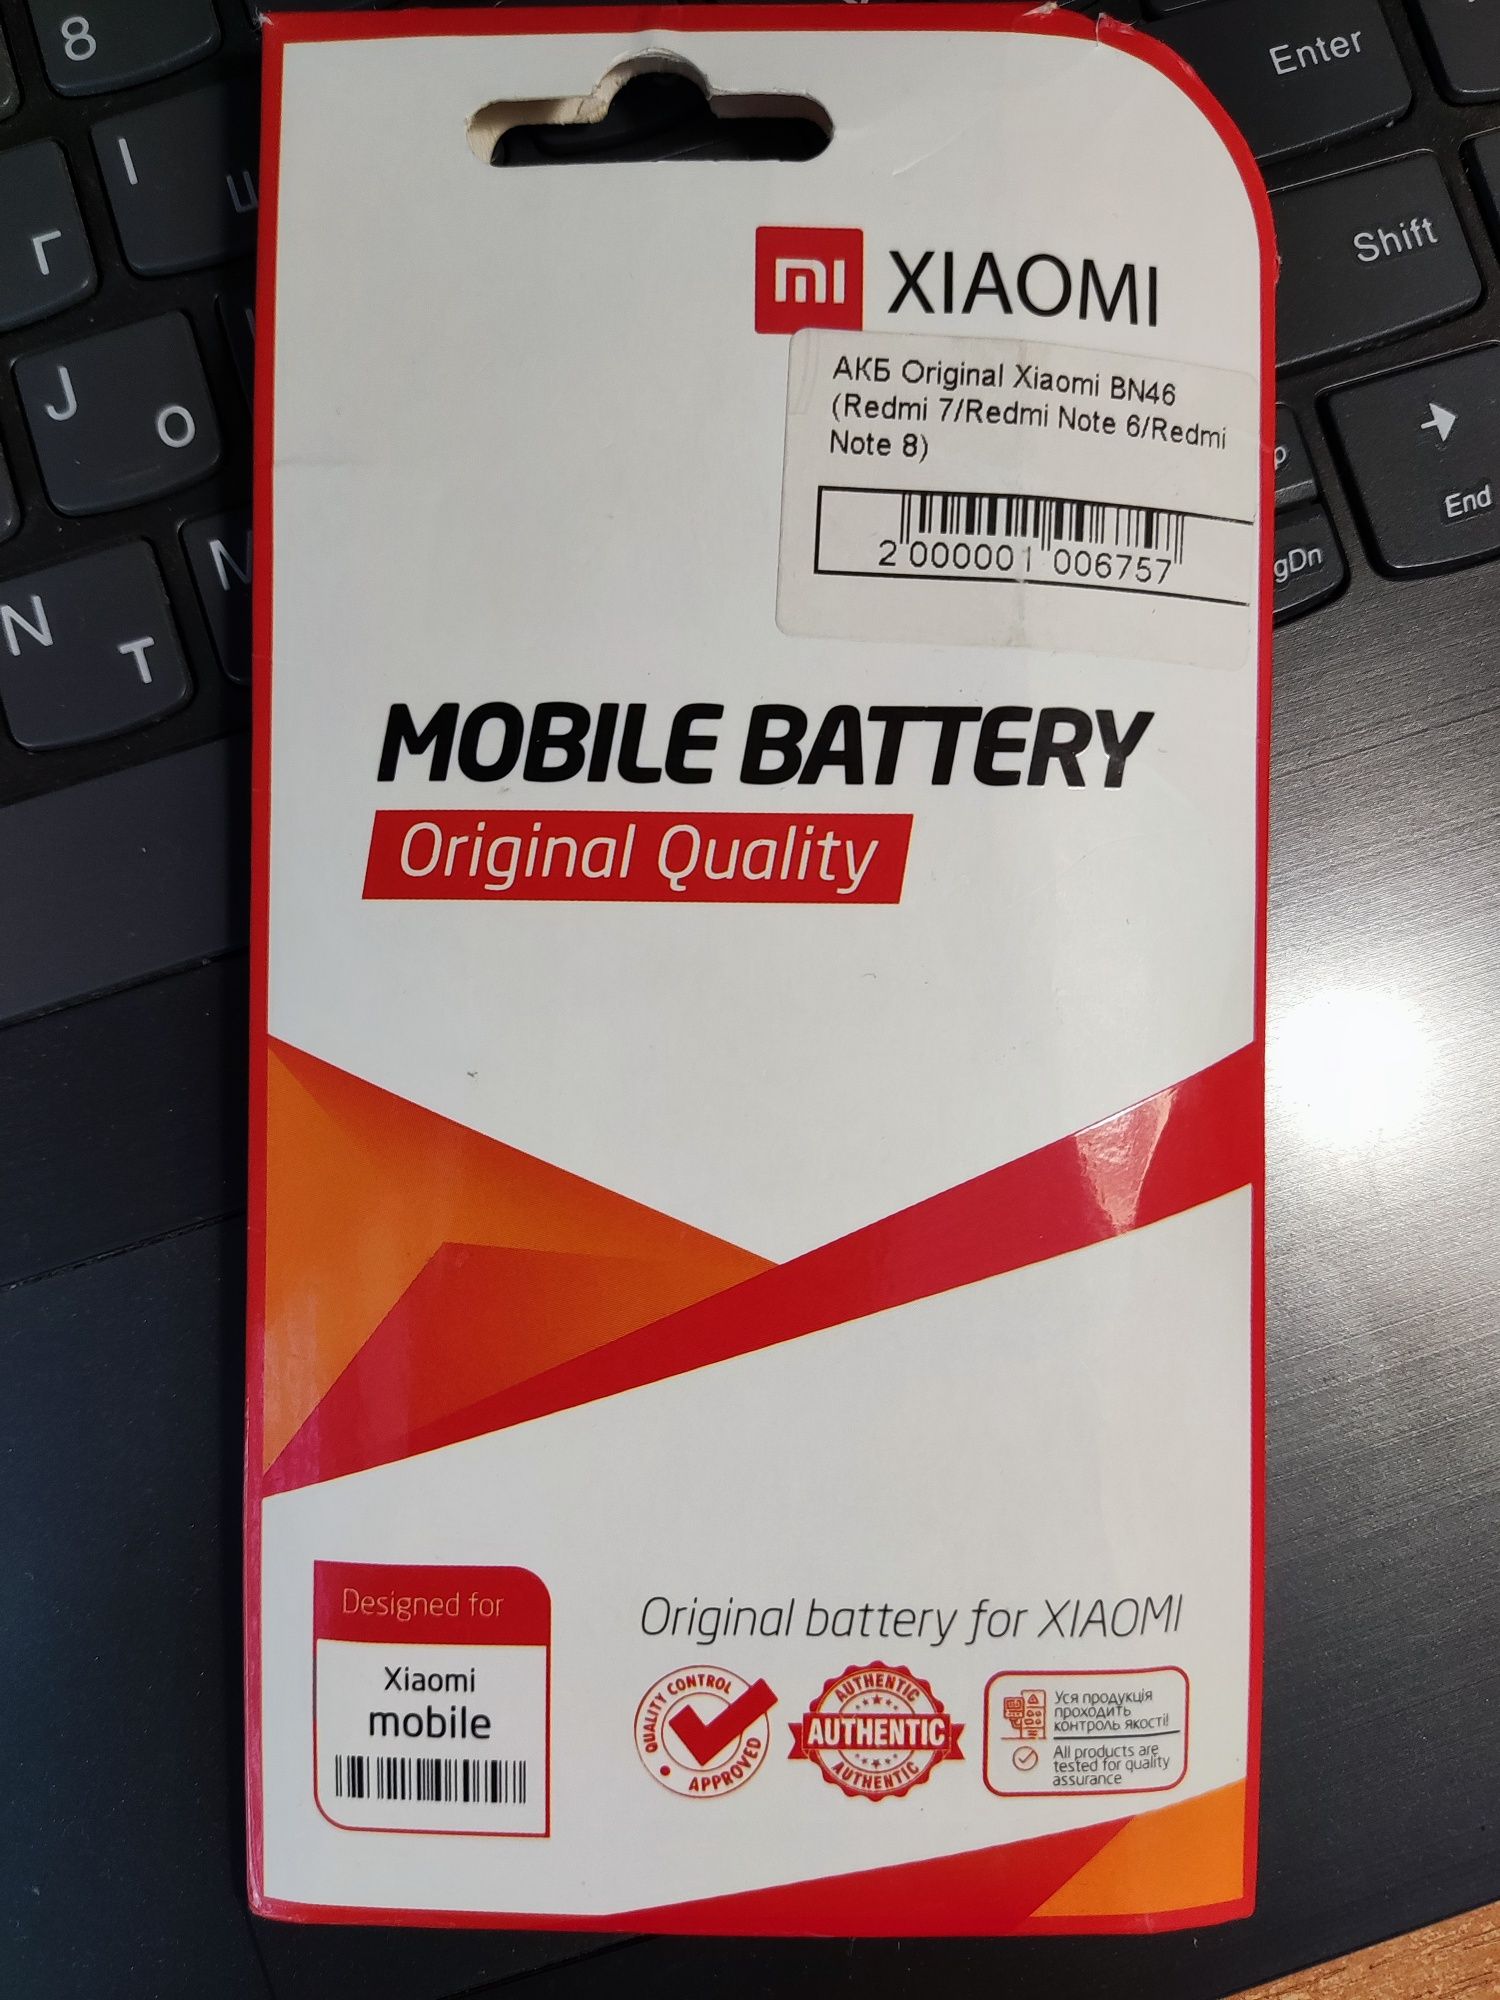 8
Enter
I
Ш
Г
Shift
J
О
End
gDn
N
Т
M
mi XIAOMI
АКБ Original Xiaomi BN46
(Redmi 7/Redmi Note 6/Redmi
Note 8)
2 000001 006757
MOBILE BATTERY
Original Quality
Designed for
Xiaomi
mobile
Original battery for XIAOMI
QUALITY CONTROL
APPROVED
AUTHENTIC
AUTHENTIC
AUTHENTIC
Уся продукція
проходить
контроль якості!
All products are
tested for quality
assurance